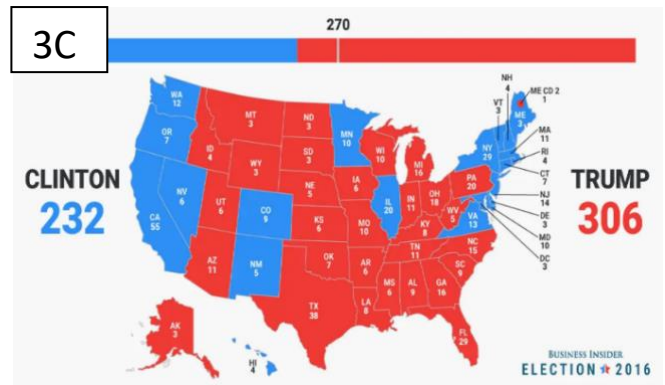 3C
270
CLINTON
232
TRUMP
306
WA
12
OR
7
CA
55
NV
6
ID
4
MT
3
WY
3
UT
6
AZ
11
CO
9
NM
5
ND
3
SD
3
NE
5
KS
6
OK
7
TX
38
MN
10
IA
6
MO
10
AR
6
LA
8
WI
10
IL
20
MI
16
IN
11
OH
18
KY
8
TN
11
MS
6
AL
9
GA
16
FL
29
SC
9
NC
15
VA
13
WV
5
PA
20
NY
29
VT
3
NH
4
ME CD 2
1
ME
3
MA
11
RI
4
CT
7
NJ
14
DE
3
MD
10
DC
3
AK
3
HI
4
BUSINESS INSIDER
ELECTION 2016